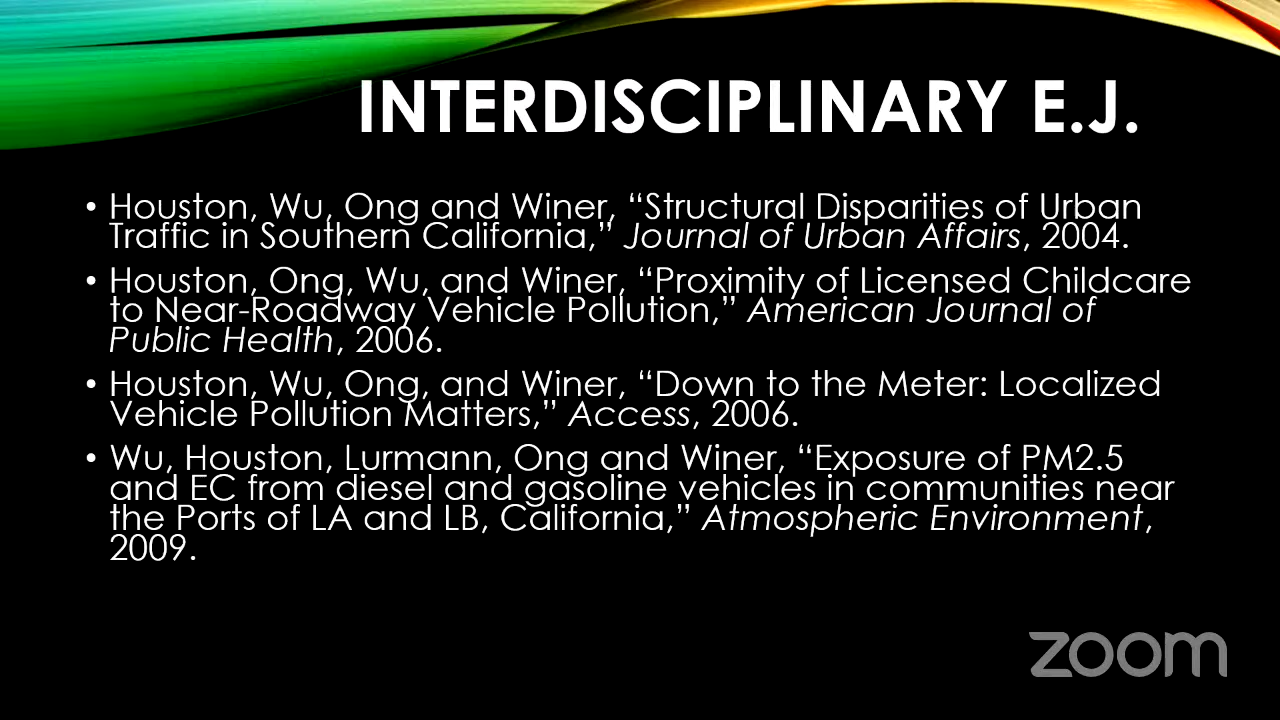 INTERDISCIPLINARY E.J.
• Houston, Wu, Ong and Winer, “Structural Disparities of Urban
Traffic in Southern California,” Journal of Urban Affairs, 2004.
• Houston, Ong, Wu, and Winer, “Proximity of Licensed Childcare
to Near-Roadway Vehicle Pollution,” American Journal of
Public Health, 2006.
• Houston, Wu, Ong, and Winer, “Down to the Meter: Localized
Vehicle Pollution Matters,” Access, 2006.
• Wu, Houston, Lurmann, Ong and Winer, “Exposure of PM2.5
and EC from diesel and gasoline vehicles in communities near
the Ports of LA and LB, California,” Atmospheric Environment,
2009.
zoom